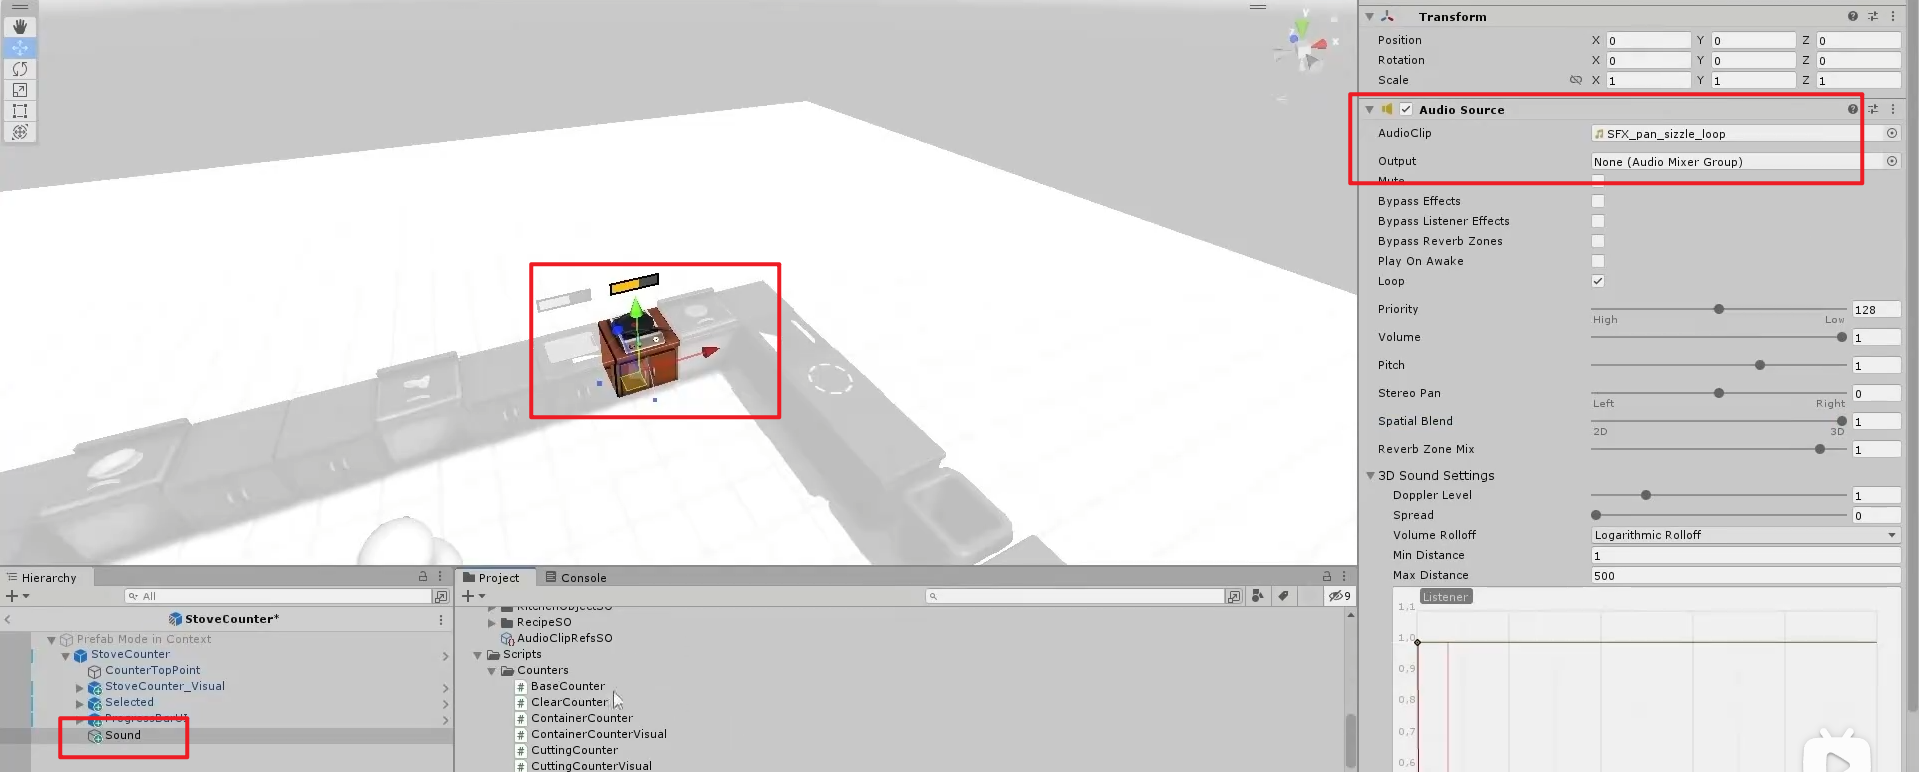 Transform
Position X 0 Y 0 Z 0
Rotation X 0 Y 0 Z 0
Scale X 1 Y 1 Z 1
Audio Source
AudioClip SFX_pan_sizzle_loop
Output None (Audio Mixer Group)
Mute
Bypass Effects
Bypass Listener Effects
Bypass Reverb Zones
Play On Awake
Loop
Priority 128
High Low
Volume 1
Pitch 1
Stereo Pan 0
Left Right
Spatial Blend 1
2D 3D
Reverb Zone Mix 1
3D Sound Settings
Doppler Level 1
Spread 0
Volume Rolloff Logarithmic Rolloff
Min Distance 1
Max Distance 500
Listener
1,1
1,0
0,9
0,8
0,7
0,6
Y
X
Hierarchy
All
StoveCounter*
Prefab Mode in Context
StoveCounter
CounterTopPoint
StoveCounter_Visual
Selected
ProgressBarUI
Sound
Project Console
9
KitchenObjectSO
RecipeSO
AudioClipRefsSO
Scripts
Counters
# BaseCounter
# ClearCounter
# ContainerCounter
# ContainerCounterVisual
# CuttingCounter
# CuttingCounterVisual